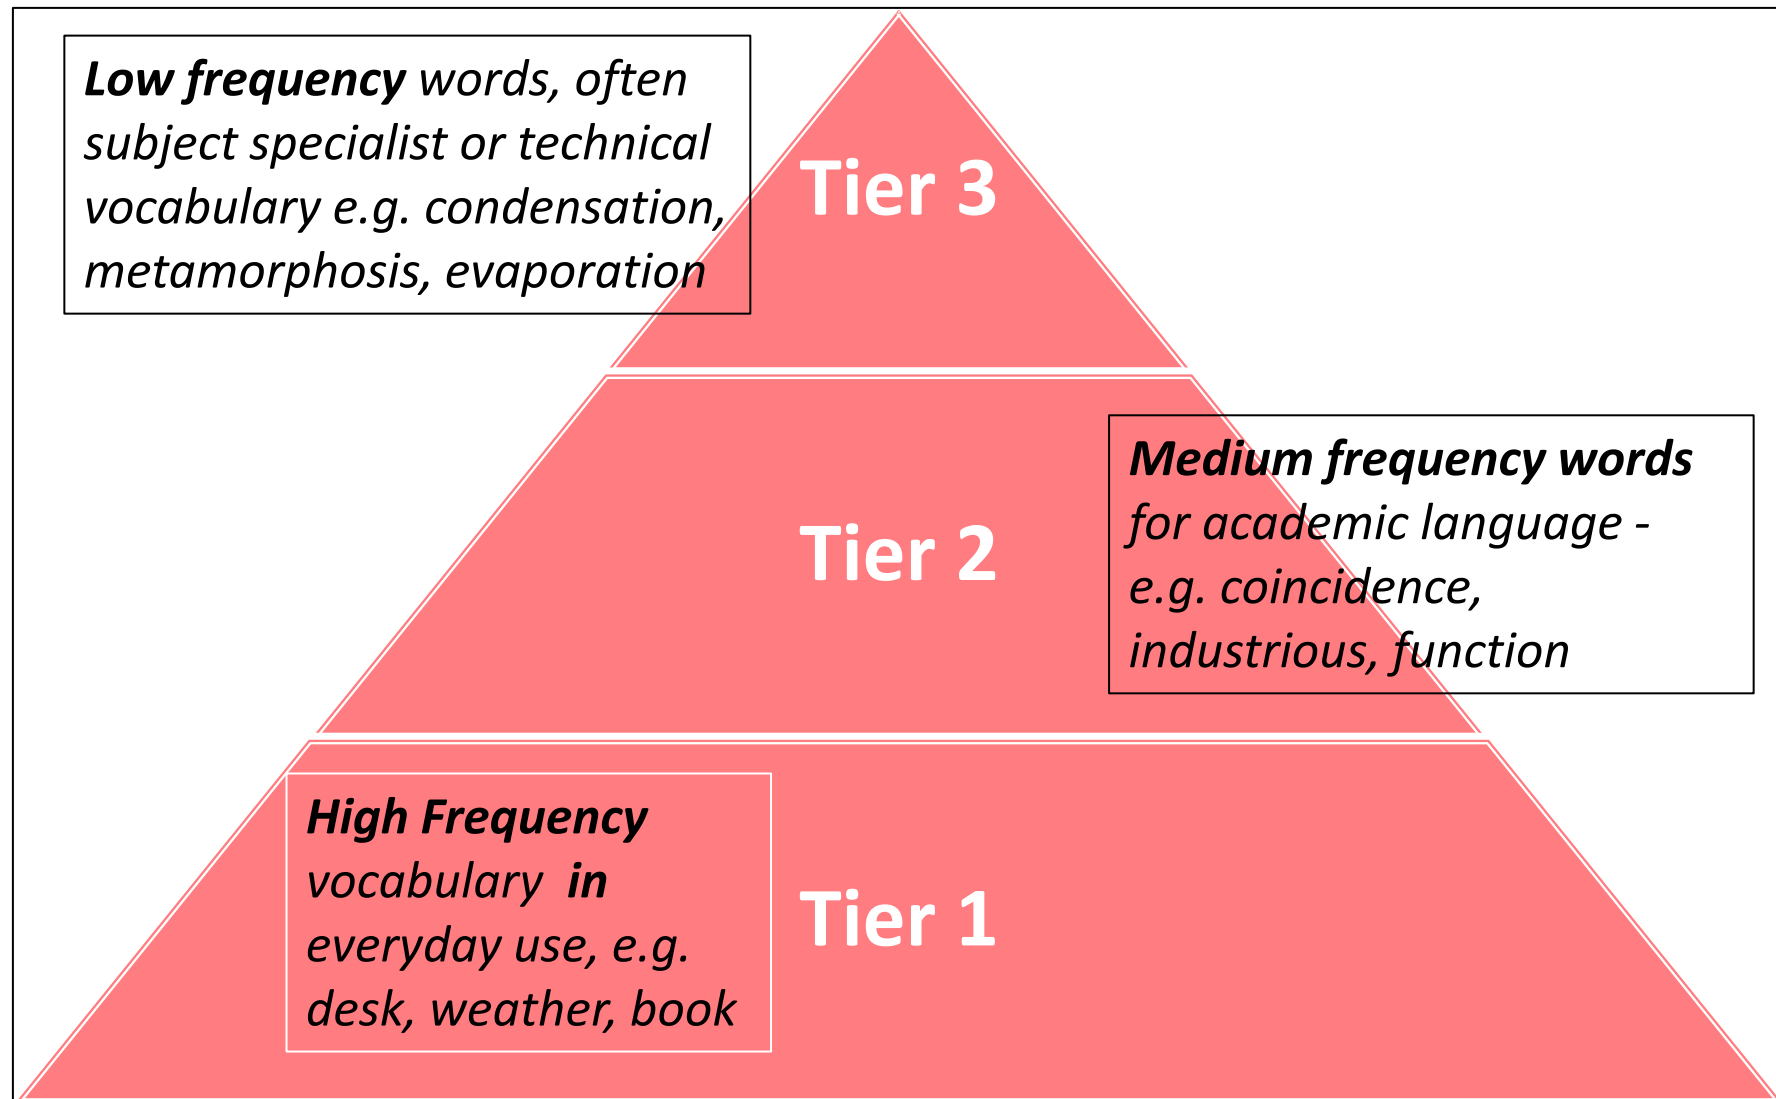 Low frequency words, often
subject specialist or technical
vocabulary e.g. condensation,
metamorphosis, evaporation
Tier 3
Medium frequency words
for academic language -
e.g. coincidence,
industrious, function
Tier 2
High Frequency
vocabulary in
everyday use, e.g.
desk, weather, book
Tier 1